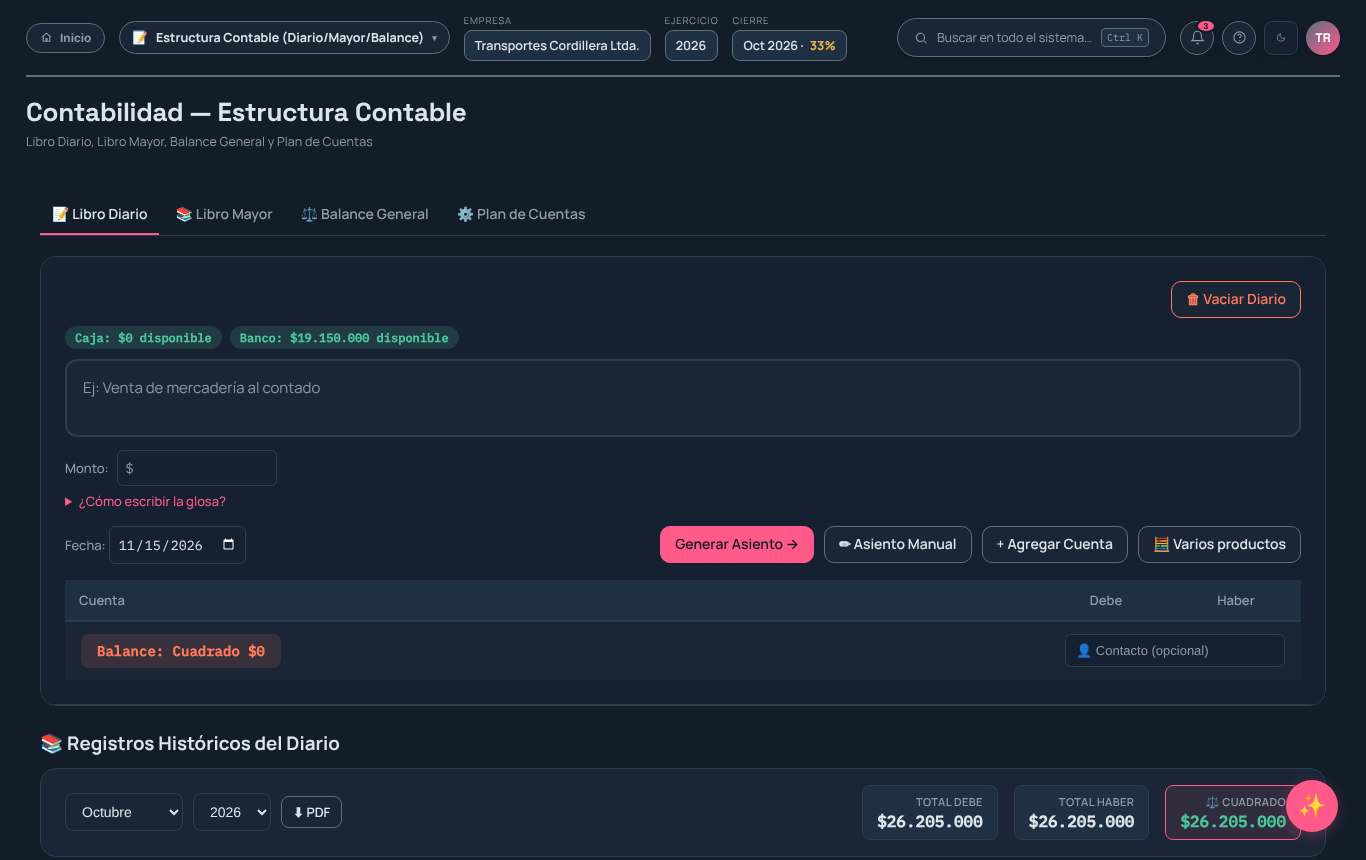 Inicio
📝 Estructura Contable (Diario/Mayor/Balance) ▾
EMPRESA
Transportes Cordillera Ltda.
EJERCICIO
2026
CIERRE
Oct 2026 · 33%
Buscar en todo el sistema... Ctrl K
3
TR
Contabilidad — Estructura Contable
Libro Diario, Libro Mayor, Balance General y Plan de Cuentas
📝 Libro Diario
📚 Libro Mayor
⚖️ Balance General
⚙️ Plan de Cuentas
🗑 Vaciar Diario
Caja: $0 disponible
Banco: $19.150.000 disponible
Ej: Venta de mercadería al contado
Monto: $
▶ ¿Cómo escribir la glosa?
Fecha: 11/15/2026
Generar Asiento →
✏ Asiento Manual
+ Agregar Cuenta
🧮 Varios productos
Cuenta Debe Haber
Balance: Cuadrado $0
👤 Contacto (opcional)
📚 Registros Históricos del Diario
Octubre
2026
⬇ PDF
TOTAL DEBE
$26.205.000
TOTAL HABER
$26.205.000
⚖️ CUADRADO
$26.205.000